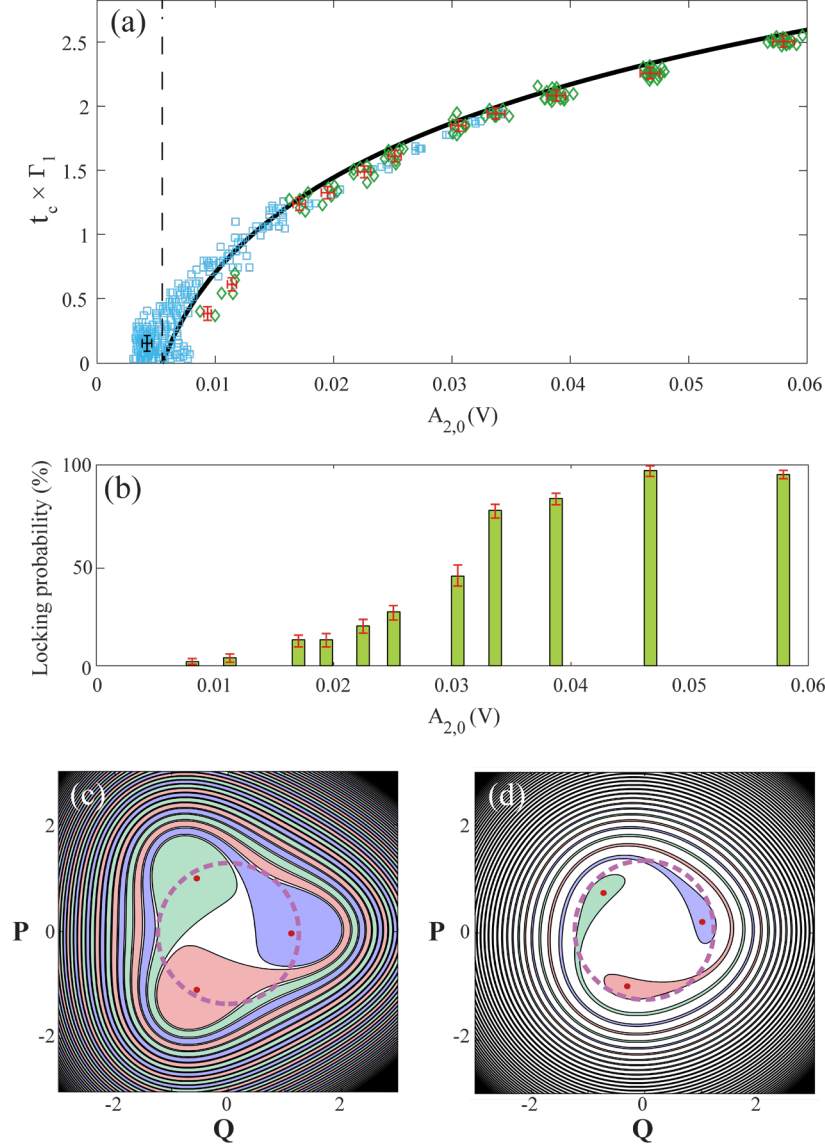 (a)
2.5
2
1.5
1
0.5
0
t_c × Γ_1
0 0.01 0.02 0.03 0.04 0.05 0.06
A_{2,0} (V)
(b)
100
50
0
Locking probability (%)
0 0.01 0.02 0.03 0.04 0.05 0.06
A_{2,0} (V)
(c) (d)
2 2
P 0 P 0
-2 -2
-2 0 2 -2 0 2
Q Q